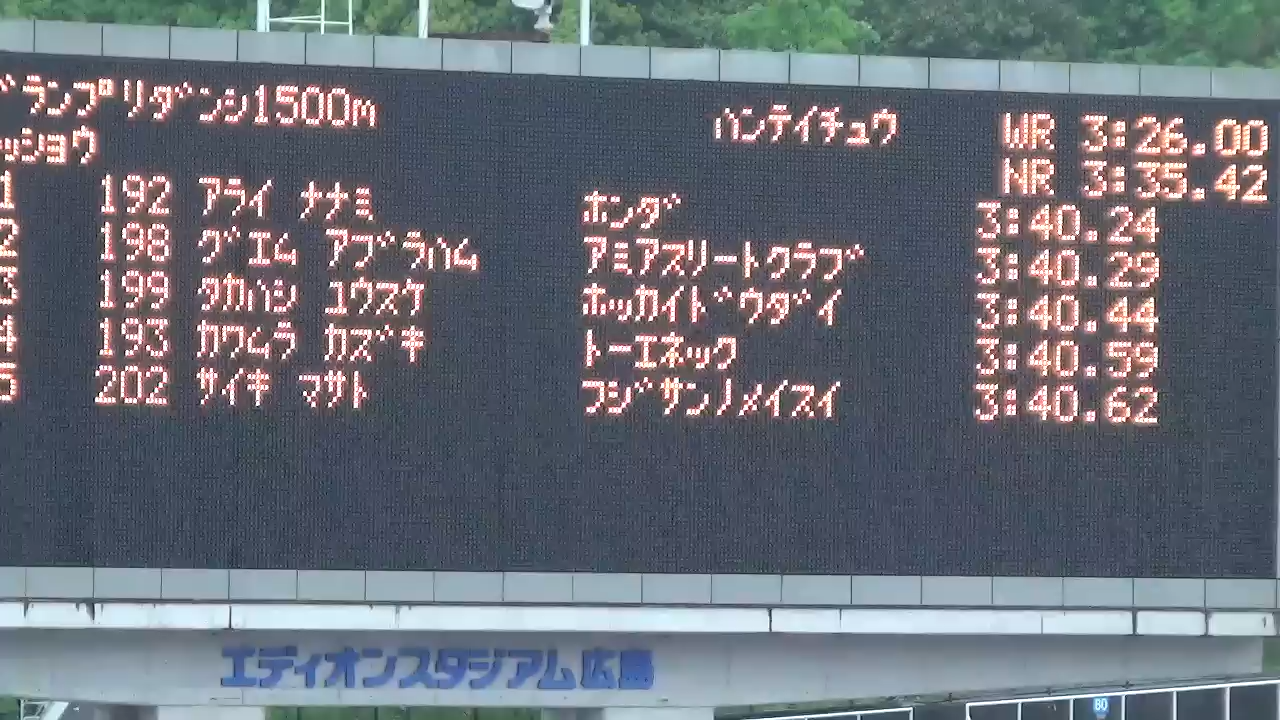 グランプリダンシ1500m ハンテイチュウ WR 3:26.00
ッショウ NR 3:35.42
1 192 アライ ナナミ ホンダ 3:40.24
2 198 グエム アブラハム アミアスリートクラブ 3:40.29
3 199 タカハシ ユウスケ ホッカイドウダイ 3:40.44
4 193 カワムラ カズキ トーエネック 3:40.59
5 202 サイキ マサト フジサンノメイスイ 3:40.62
エディオンスタジアム広島
80